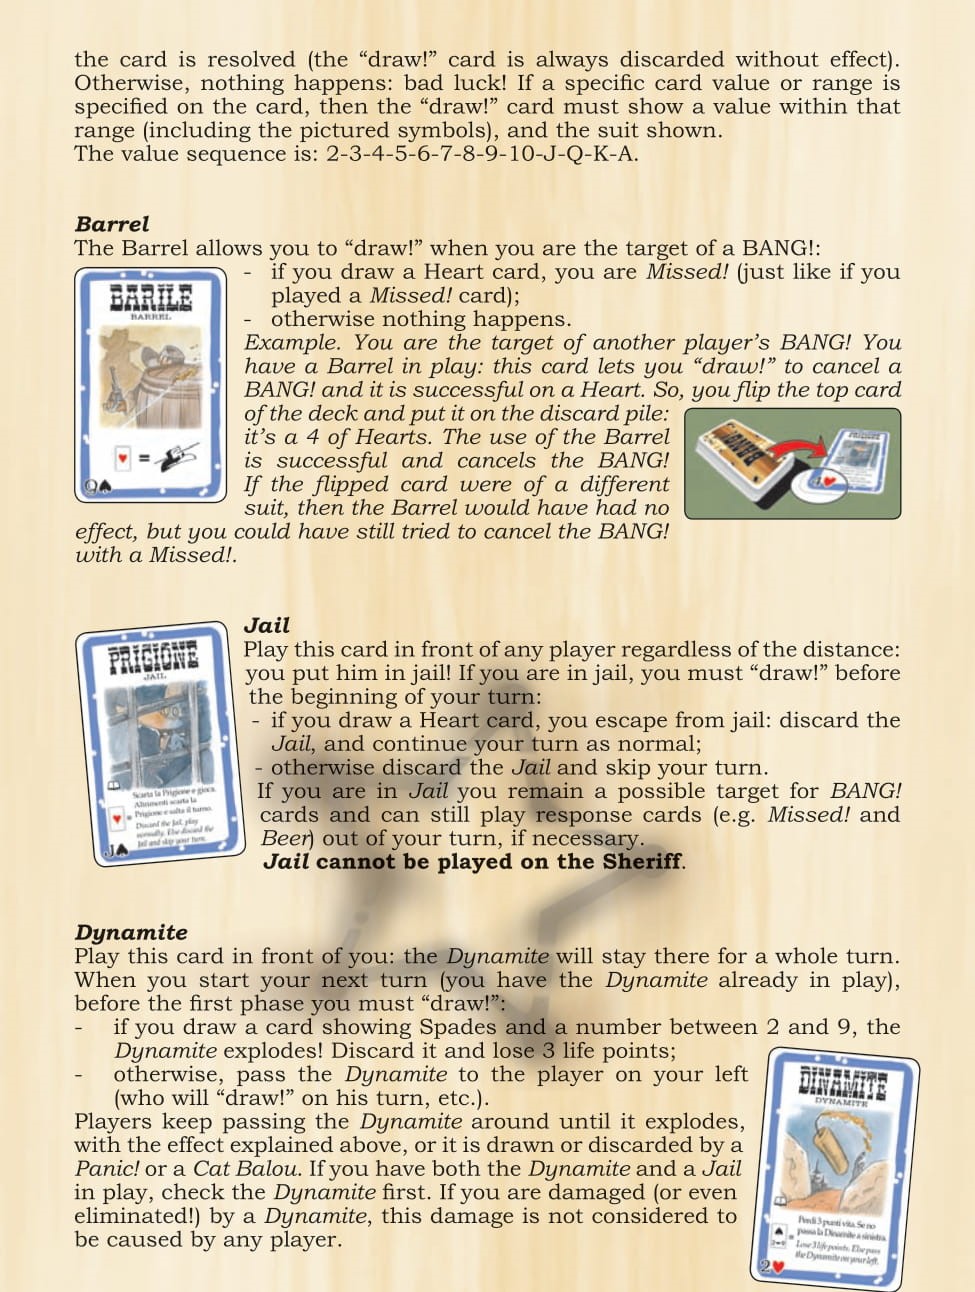 the card is resolved (the “draw!” card is always discarded without effect).
Otherwise, nothing happens: bad luck! If a specific card value or range is
specified on the card, then the “draw!” card must show a value within that
range (including the pictured symbols), and the suit shown.
The value sequence is: 2-3-4-5-6-7-8-9-10-J-Q-K-A.
Barrel
The Barrel allows you to “draw!” when you are the target of a BANG!:
- if you draw a Heart card, you are Missed! (just like if you
played a Missed! card);
- otherwise nothing happens.
Example. You are the target of another player’s BANG! You
have a Barrel in play: this card lets you “draw!” to cancel a
BANG! and it is successful on a Heart. So, you flip the top card
of the deck and put it on the discard pile:
it’s a 4 of Hearts. The use of the Barrel
is successful and cancels the BANG!
If the flipped card were of a different
suit, then the Barrel would have had no
effect, but you could have still tried to cancel the BANG!
with a Missed!.
BARILE
BARREL
♥ =
Q♠
BANG!
Jail
Play this card in front of any player regardless of the distance:
you put him in jail! If you are in jail, you must “draw!” before
the beginning of your turn:
- if you draw a Heart card, you escape from jail: discard the
Jail, and continue your turn as normal;
- otherwise discard the Jail and skip your turn.
If you are in Jail you remain a possible target for BANG!
cards and can still play response cards (e.g. Missed! and
Beer) out of your turn, if necessary.
Jail cannot be played on the Sheriff.
PRIGIONE
JAIL
Scarta la Prigione e gioca.
Altrimenti scarta la
Prigione e salta il turno.
Discard the Jail, play
normally. Else discard the
Jail and skip your turn.
♥ =
J♠
Dynamite
Play this card in front of you: the Dynamite will stay there for a whole turn.
When you start your next turn (you have the Dynamite already in play),
before the first phase you must “draw!”:
- if you draw a card showing Spades and a number between 2 and 9, the
Dynamite explodes! Discard it and lose 3 life points;
- otherwise, pass the Dynamite to the player on your left
(who will “draw!” on his turn, etc.).
Players keep passing the Dynamite around until it explodes,
with the effect explained above, or it is drawn or discarded by a
Panic! or a Cat Balou. If you have both the Dynamite and a Jail
in play, check the Dynamite first. If you are damaged (or even
eliminated!) by a Dynamite, this damage is not considered to
be caused by any player.
DINAMITE
DYNAMITE
Perdi 3 punti vita. Se no
passa la Dinamite a sinistra.
Lose 3 life points. Else pass
the Dynamite on your left.
♠ =
2♥